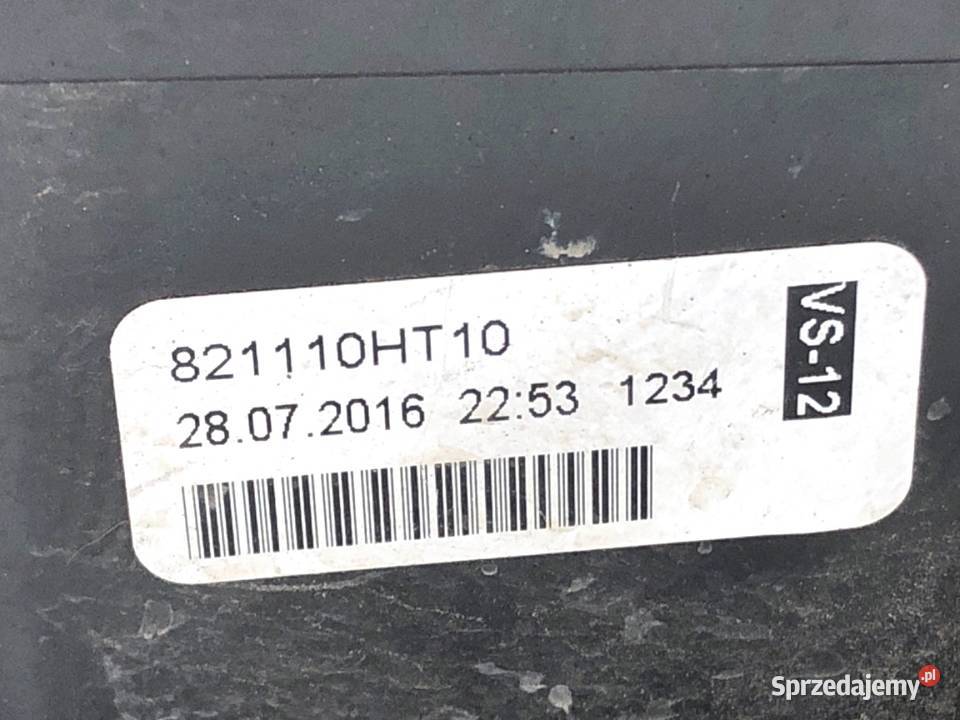 821110HT10
28.07.2016 22:53 1234
VS-12
Sprzedajemy.pl